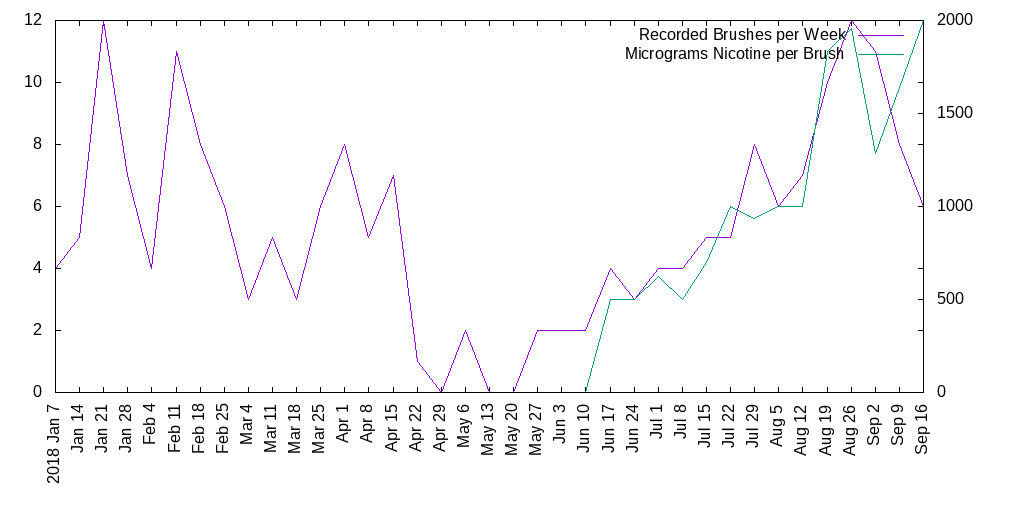 12
2000
Recorded Brushes per Week
Micrograms Nicotine per Brush
10
1500
8
6
1000
4
500
2
0
0
2018 Jan 7
Jan 14
Jan 21
Jan 28
Feb 4
Feb 11
Feb 18
Feb 25
Mar 4
Mar 11
Mar 18
Mar 25
Apr 1
Apr 8
Apr 15
Apr 22
Apr 29
May 6
May 13
May 20
May 27
Jun 3
Jun 10
Jun 17
Jun 24
Jul 1
Jul 8
Jul 15
Jul 22
Jul 29
Aug 5
Aug 12
Aug 19
Aug 26
Sep 2
Sep 9
Sep 16